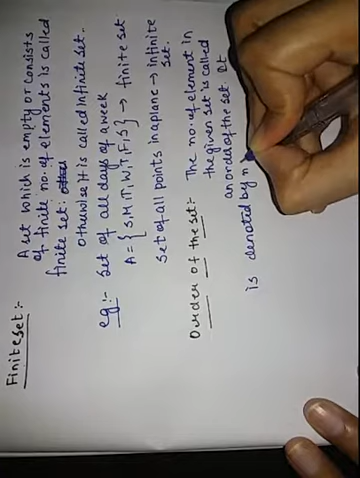 Finite set :-
A set which is empty or consists
of finite no. of elements is called
finite set:
otherwise it is called infinite set.
eg:- Set of all days of a week
A = { S, M, T, W, T, F, S } → finite set
Set of all points in a plane → infinite
set.
Order of the set :- The no. of element in
the given set is called
an order of the set It
is denoted by n